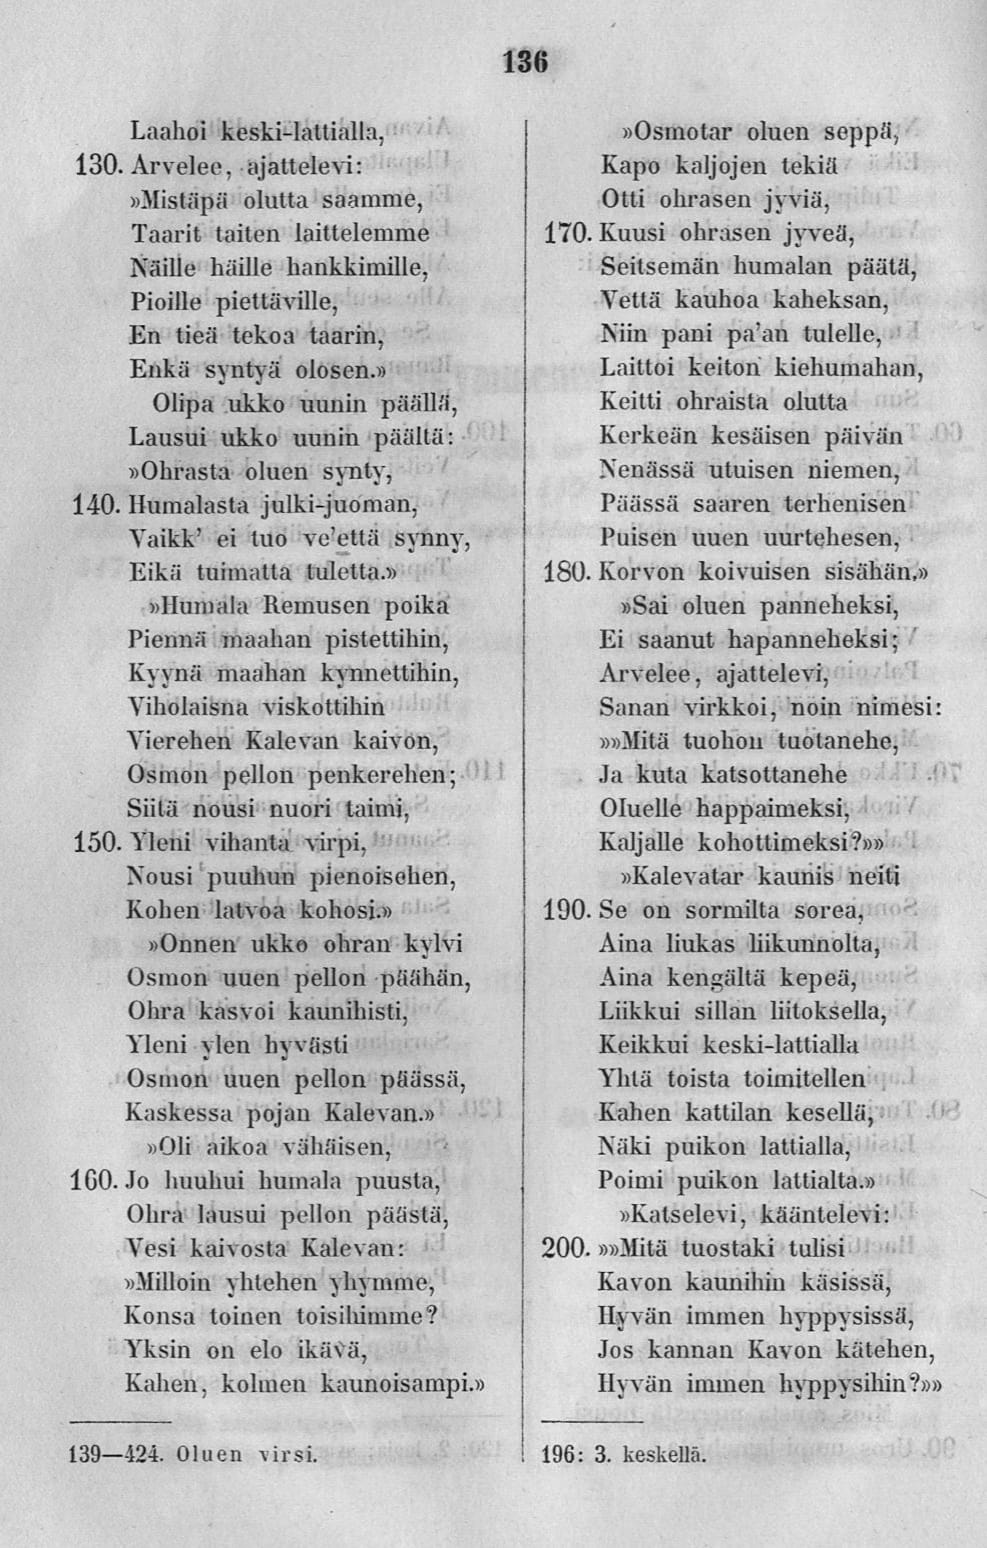 136
Laahoi keski-lattialla,
130. Arvelee, ajattelevi:
»Mistäpä olutta saamme,
Taarit taiten laittelemme
Näille häille hankkimille,
Pioille piettäville,
En tieä tekoa taarin,
Enkä syntyä olosen.»
Olipa ukko uunin päällä,
Lausui ukko uunin päältä:
»Ohrasta oluen synty,
140. Humalasta julki-juoman,
Vaikk' ei tuo ve'että synny,
Eikä tuimatta tuletta.»
»Humala Remusen poika
Piennä maahan pistettihin,
Kyynä maahan kynnettihin,
Viholaisna viskottihin
Vierehen Kalevan kaivon,
Osmon pellon penkerehen;
Siitä nousi nuori taimi,
150. Yleni vihanta virpi,
Nousi puuhun pienoisehen,
Kohen latvoa kohosi.»
»Onnen ukko ohran kylvi
Osmon uuen pellon päähän,
Ohra kasvoi kaunihisti,
Yleni ylen hyvästi
Osmon uuen pellon päässä,
Kaskessa pojan Kalevan.»
»Oli aikoa vähäisen,
160. Jo huuhui humala puusta,
Ohra lausui pellon päästä,
Vesi kaivosta Kalevan:
»Milloin yhtehen yhymme,
Konsa toinen toisihimme?
Yksin on elo ikävä,
Kahen, kolmen kaunoisampi.»
139—424. Oluen virsi.
»Osmotar oluen seppä,
Kapo kaljojen tekiä
Otti ohrasen jyviä,
170. Kuusi ohrasen jyveä,
Seitsemän humalan päätä,
Vettä kauhoa kaheksan,
Niin pani pa'an tulelle,
Laittoi keiton kiehumahan,
Keitti ohraista olutta
Kerkeän kesäisen päivän
Nenässä utuisen niemen,
Päässä saaren terhenisen
Puisen uuen uurtehesen,
180. Korvon koivuisen sisähän.»
»Sai oluen panneheksi,
Ei saanut hapanneheksi;
Arvelee, ajattelevi,
Sanan virkkoi, noin nimesi:
»»Mitä tuohon tuotanehe,
Ja kuta katsottanehe
Oluelle happaimeksi,
Kaljalle kohottimeksi?»»
»Kalevatar kaunis neiti
190. Se on sormilta sorea,
Aina liukas liikunnolta,
Aina kengältä kepeä,
Liikkui sillan liitoksella,
Keikkui keski-lattialla
Yhtä toista toimitellen
Kahen kattilan kesellä,
Näki puikon lattialla,
Poimi puikon lattialta.»
»Katselevi, kääntelevi:
200. »»Mitä tuostaki tulisi
Kavon kaunihin käsissä,
Hyvän immen hyppysissä,
Jos kannan Kavon kätehen,
Hyvän immen hyppysihin?»»
196: 3. keskellä.